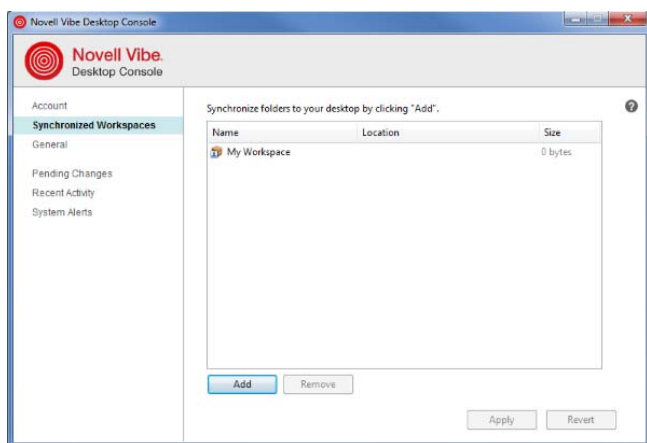 Novell Vibe Desktop Console
Novell Vibe.
Desktop Console
Account
Synchronized Workspaces
General
Pending Changes
Recent Activity
System Alerts
Synchronize folders to your desktop by clicking "Add".
?
Name Location Size
My Workspace 0 bytes
Add Remove
Apply Revert